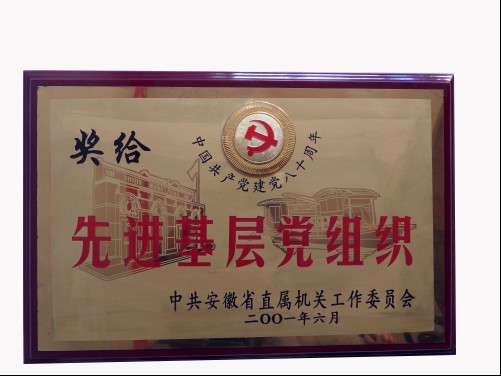 奖给
中国共产党建党八十周年
先进基层党组织
中共安徽省直属机关工作委员会
二OO一年六月